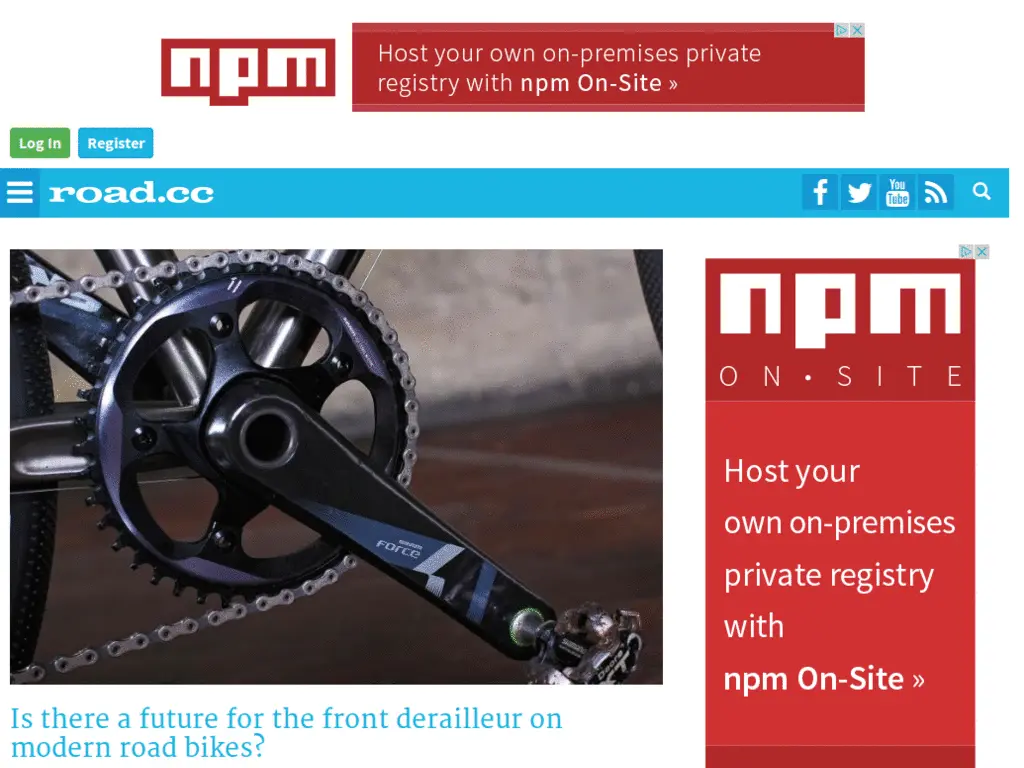 npm
Host your own on-premises private
registry with npm On-Site »
Log In
Register
road.cc
You
Tube
11
SRAM
FORCE
SHIMANO
npm
ON•SITE
Host your
own on-premises
private registry
with
npm On-Site »
Is there a future for the front derailleur on
modern road bikes?